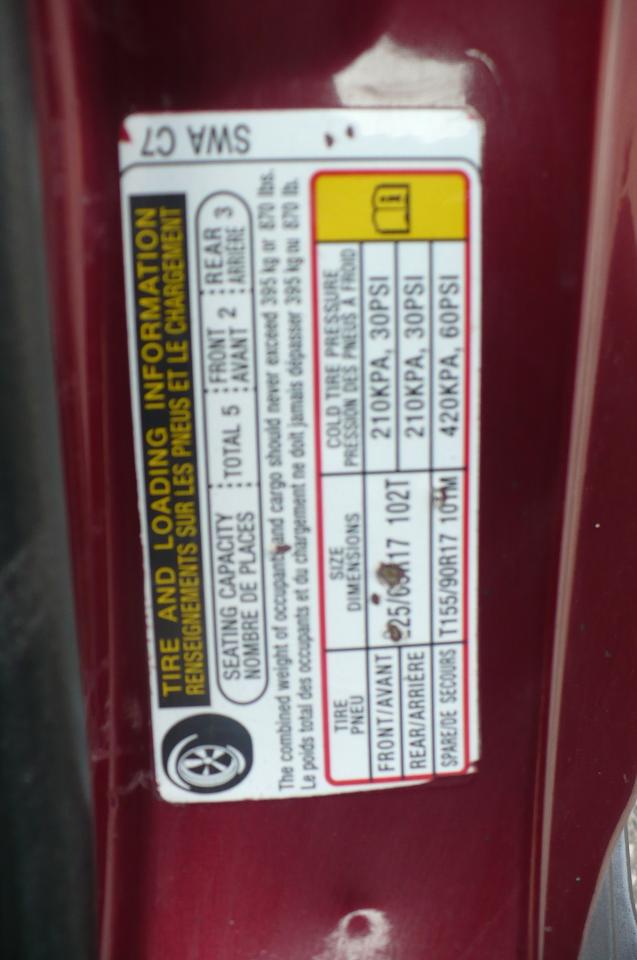 SWA C7
TIRE AND LOADING INFORMATION
RENSEIGNEMENTS SUR LES PNEUS ET LE CHARGEMENT
SEATING CAPACITY TOTAL 5 FRONT 2 REAR 3
NOMBRE DE PLACES AVANT ARRIÈRE
The combined weight of occupants and cargo should never exceed 395 kg or 870 lbs.
Le poids total des occupants et du chargement ne doit jamais dépasser 395 kg ou 870 lb.
TIRE SIZE COLD TIRE PRESSURE
PNEU DIMENSIONS PRESSION DES PNEUS À FROID
FRONT/AVANT 210KPA, 30PSI
102T
REAR/ARRIÈRE 210KPA, 30PSI
SPARE/DE SECOURS T155/90R17 101M 420KPA, 60PSI